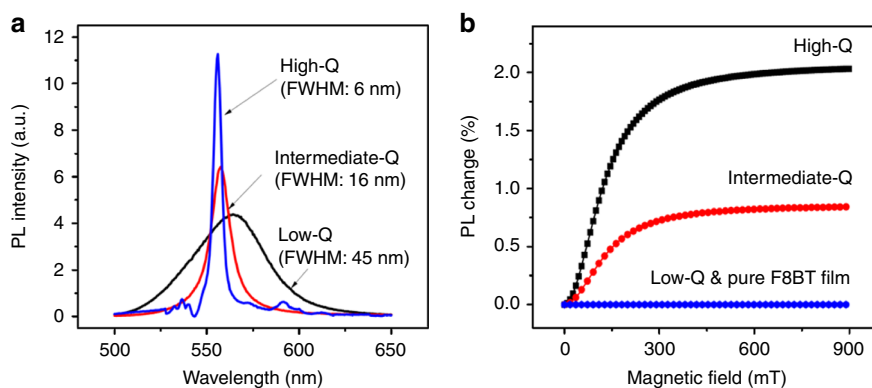 a
12
10
8
6
4
2
0
PL intensity (a.u.)
High-Q
(FWHM: 6 nm)
Intermediate-Q
(FWHM: 16 nm)
Low-Q
(FWHM: 45 nm)
500 550 600 650
Wavelength (nm)
b
2.0
1.5
1.0
0.5
0.0
PL change (%)
High-Q
Intermediate-Q
Low-Q & pure F8BT film
0 300 600 900
Magnetic field (mT)